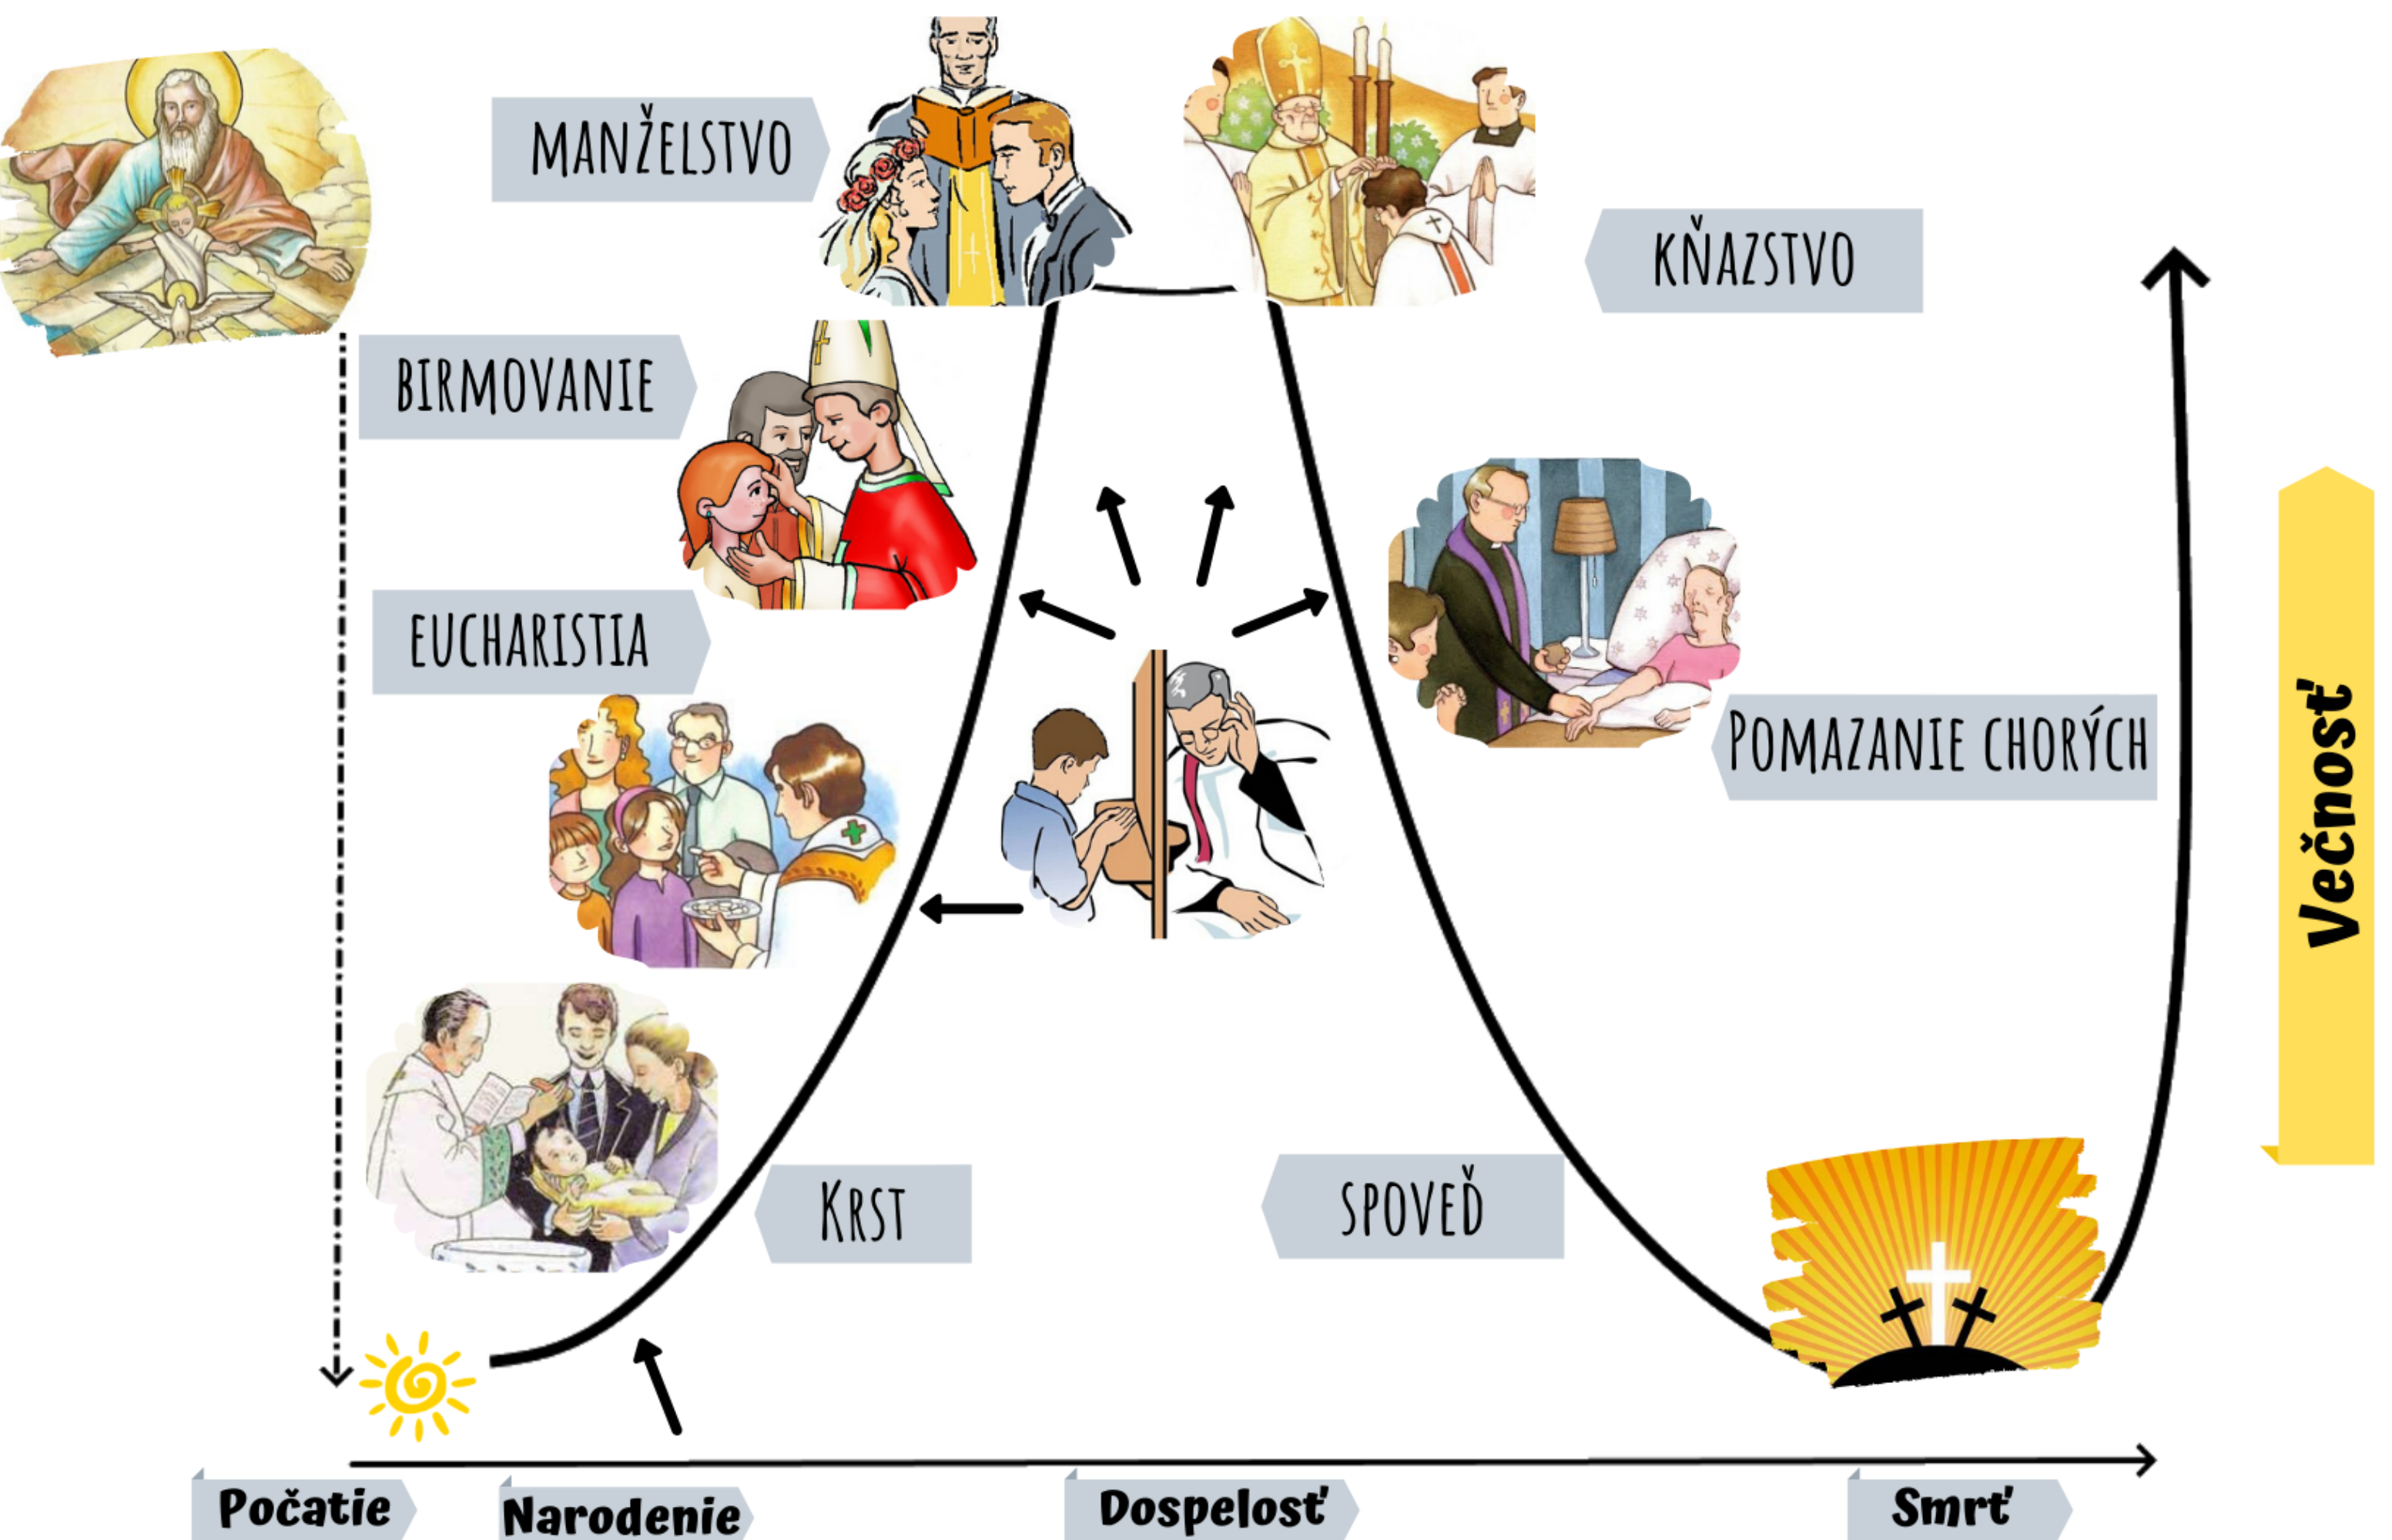 MANŽELSTVO
KŇAZSTVO
BIRMOVANIE
EUCHARISTIA
POMAZANIE CHORÝCH
Večnosť
KRST
SPOVEĎ
Počatie
Narodenie
Dospelosť
Smrť